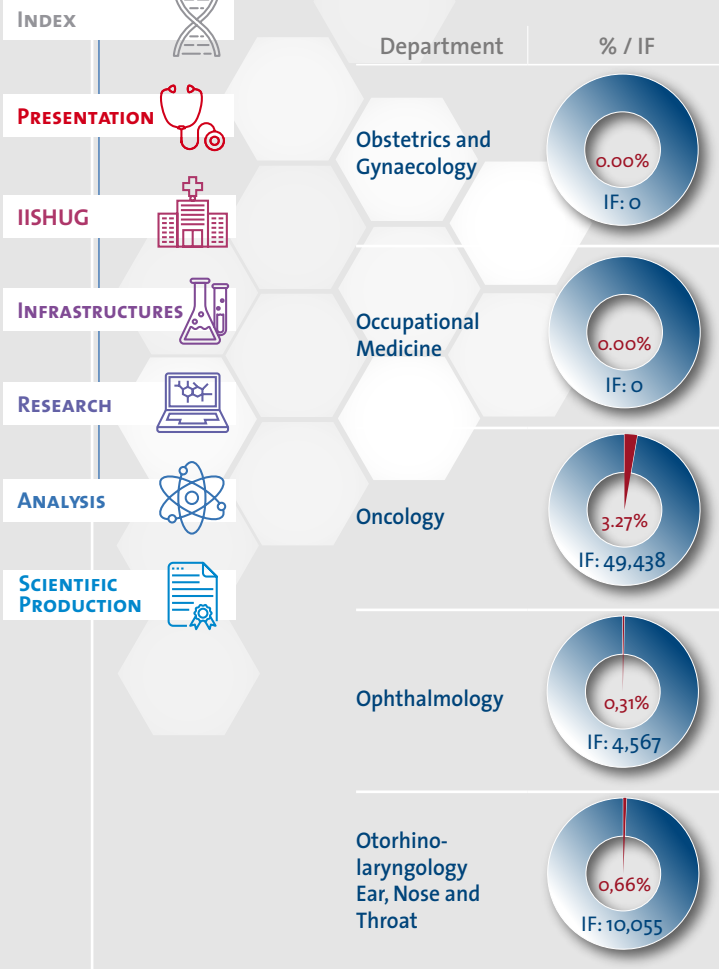 Index
Presentation
IISHUG
Infrastructures
Research
Analysis
Scientific
Production
Department
% / IF
Obstetrics and
Gynaecology
0.00%
IF: 0
Occupational
Medicine
0.00%
IF: 0
Oncology
3.27%
IF: 49,438
Ophthalmology
0,31%
IF: 4,567
Otorhino-
laryngology
Ear, Nose and
Throat
0,66%
IF: 10,055